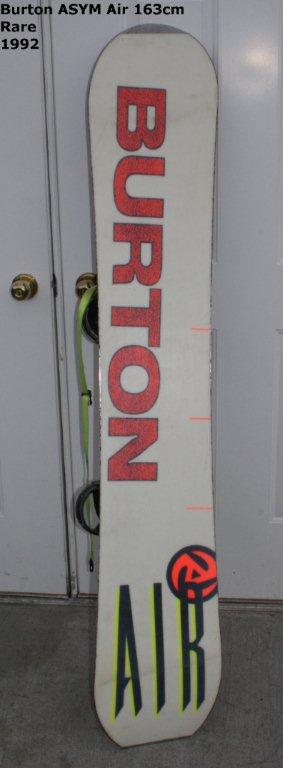 Burton ASYM Air 163cm
Rare
1992
BURTON
AIR